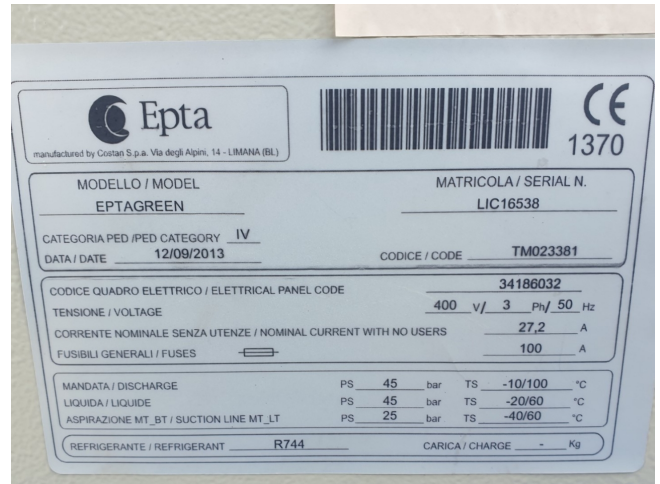 Epta
manufactured by Costan S.p.a. Via degli Alpini, 14 - LIMANA (BL)
CE
1370
MODELLO / MODEL
EPTAGREEN
MATRICOLA / SERIAL N.
LIC16538
CATEGORIA PED /PED CATEGORY IV
DATA / DATE 12/09/2013
CODICE / CODE TM023381
CODICE QUADRO ELETTRICO / ELETTRICAL PANEL CODE 34186032
TENSIONE / VOLTAGE 400 V/ 3 Ph/ 50 Hz
CORRENTE NOMINALE SENZA UTENZE / NOMINAL CURRENT WITH NO USERS 27,2 A
FUSIBILI GENERALI / FUSES 100 A
MANDATA / DISCHARGE PS 45 bar TS -10/100 °C
LIQUIDA / LIQUIDE PS 45 bar TS -20/60 °C
ASPIRAZIONE MT_BT / SUCTION LINE MT_LT PS 25 bar TS -40/60 °C
REFRIGERANTE / REFRIGERANT R744 CARICA / CHARGE - Kg